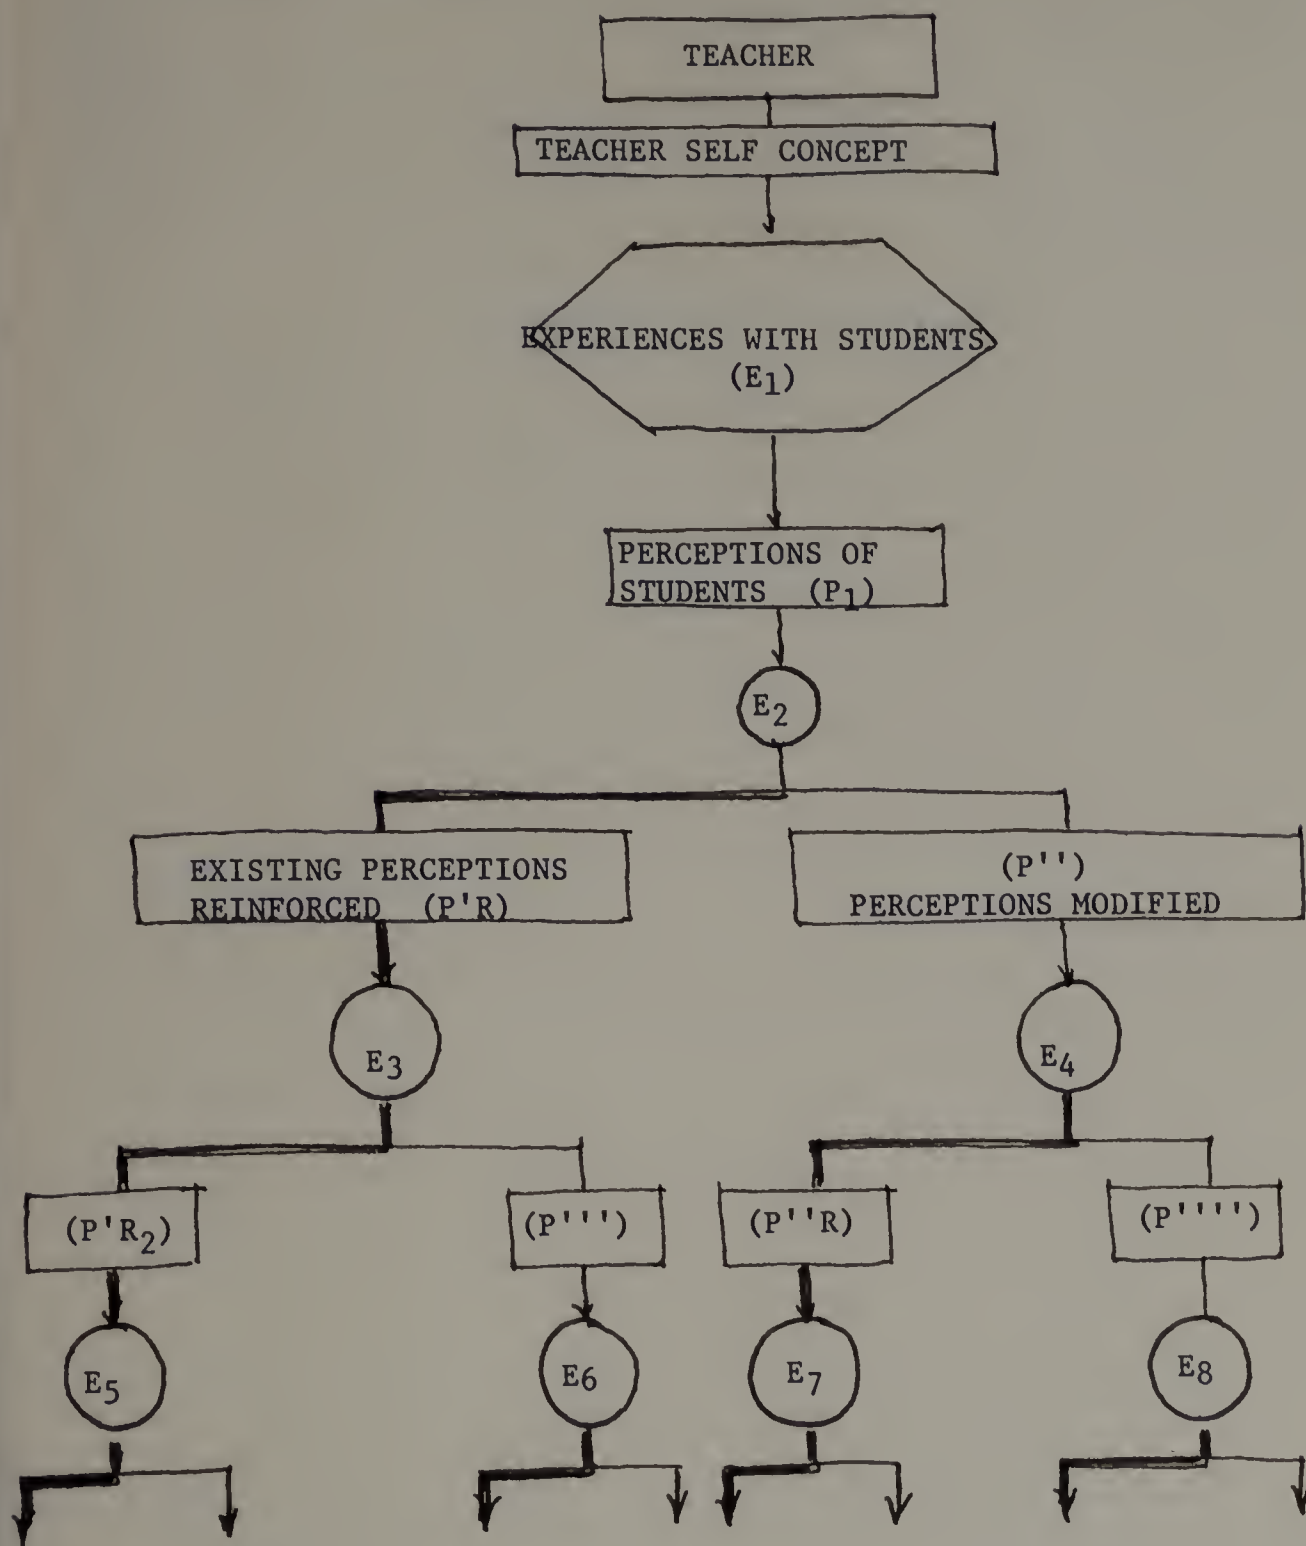 TEACHER
TEACHER SELF CONCEPT
EXPERIENCES WITH STUDENTS
(E1)
PERCEPTIONS OF
STUDENTS (P1)
E2
EXISTING PERCEPTIONS
REINFORCED (P'R)
(P'')
PERCEPTIONS MODIFIED
E3
E4
(P'R2)
(P''')
(P''R)
(P'''')
E5
E6
E7
E8